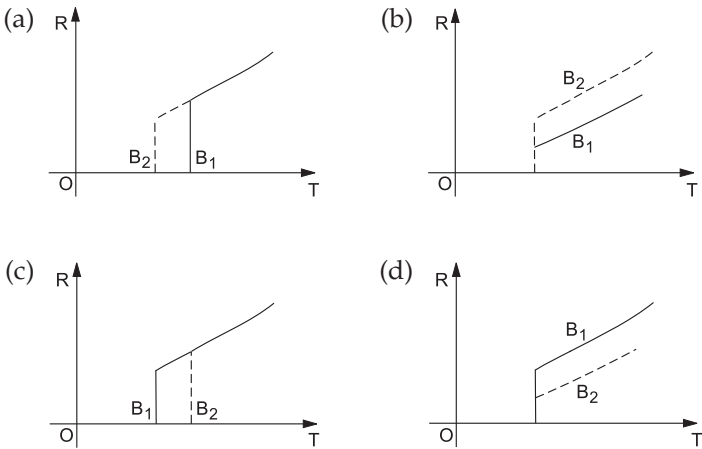 (a) R
B₂ B₁
O T
(b) R
B₂
B₁
O T
(c) R
B₁ B₂
O T
(d) R
B₁
B₂
O T